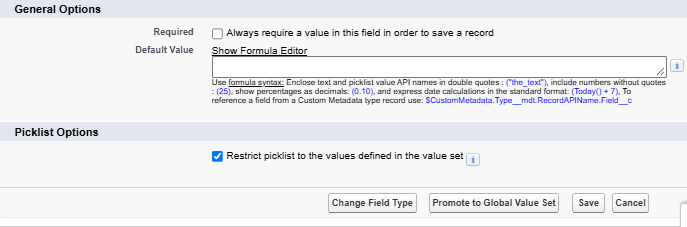 General Options
Required Always require a value in this field in order to save a record
Default Value Show Formula Editor
Use formula syntax: Enclose text and picklist value API names in double quotes : ("the_text"), include numbers without quotes
: (25), show percentages as decimals: (0.10), and express date calculations in the standard format: (Today() + 7), To
reference a field from a Custom Metadata type record use: $CustomMetadata.Type__mdt.RecordAPIName.Field__c
Picklist Options
Restrict picklist to the values defined in the value set
Change Field Type Promote to Global Value Set Save Cancel